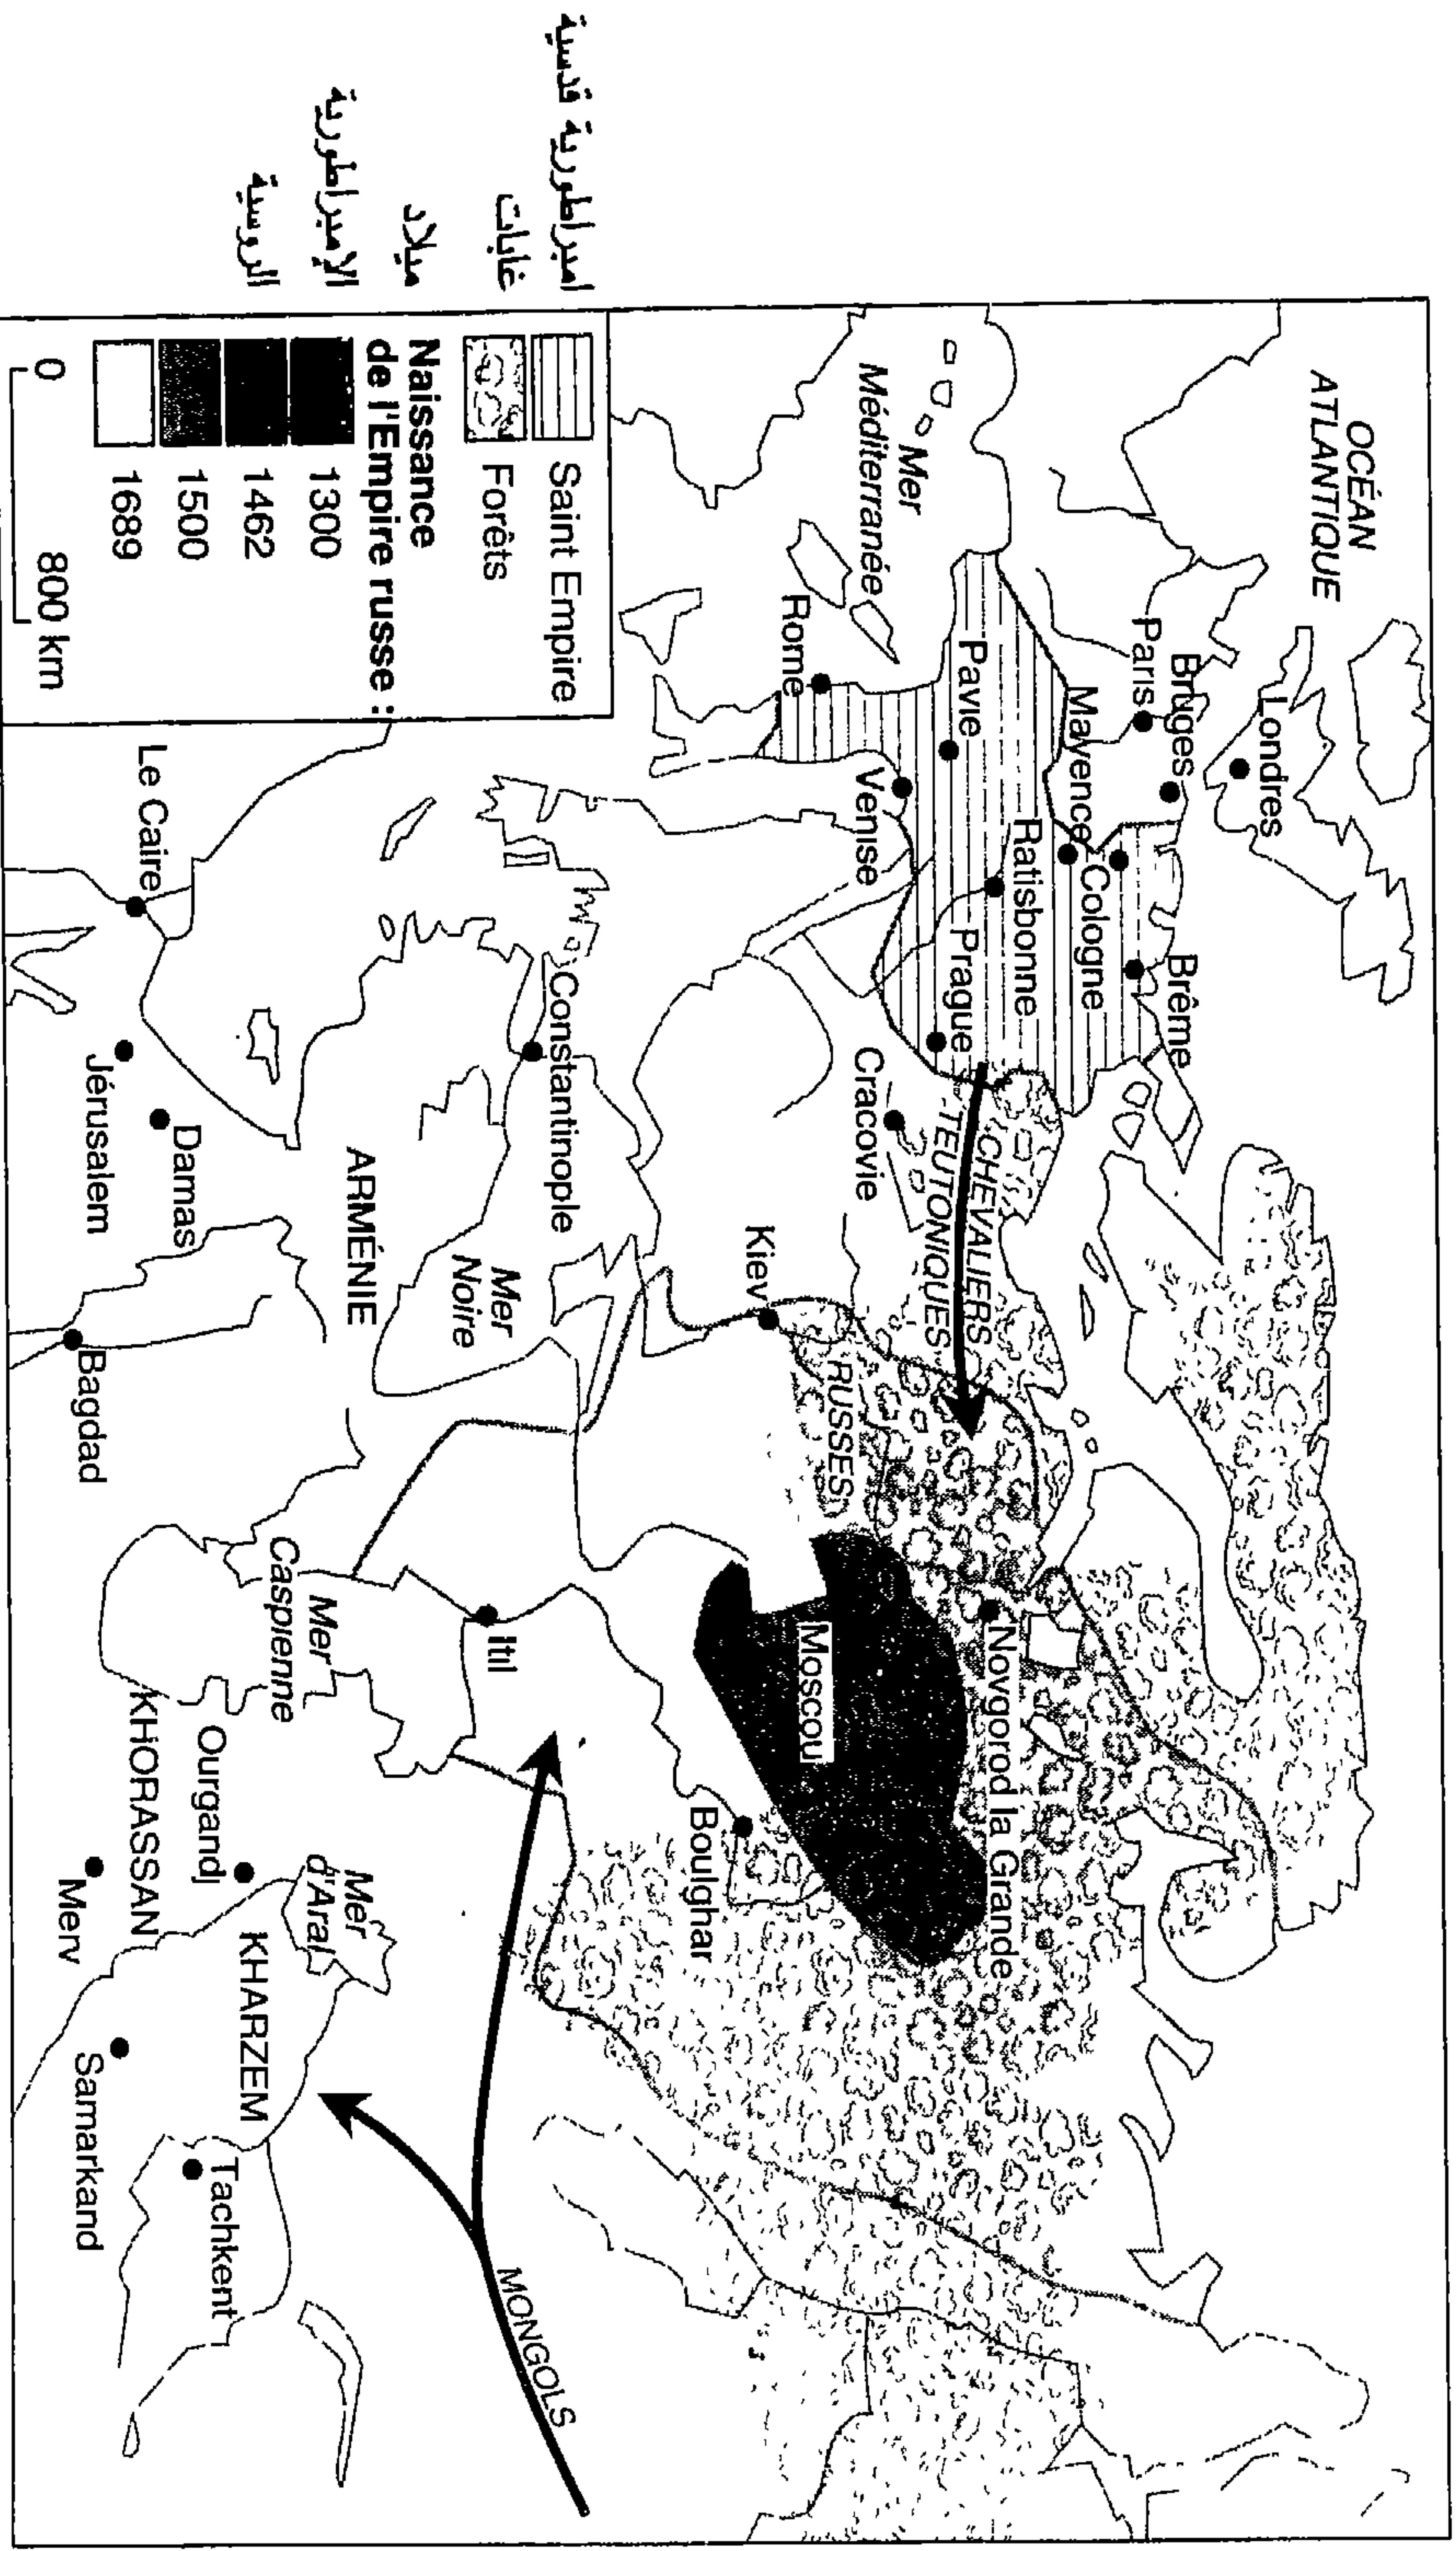 OCÉAN
ATLANTIQUE
Londres
Bruges
Paris
Brême
Cologne
Mayence
Ratisbonne
Prague
Pavie
Venise
Rome
Mer
Méditerranée
Cracovie
CHEVALIERS
TEUTONIQUES
Kiev
RUSSES
Novgorod la Grande
Moscou
Boulghar
Itil
Constantinople
Mer
Noire
ARMÉNIE
Mer
Caspienne
Mer
d'Aral
MONGOLS
Ourgandj
KHARZEM
KHORASSAN
Tachkent
Merv
Samarkand
Le Caire
Jérusalem
Damas
Bagdad
Saint Empire
Forêts
Naissance
de l'Empire russe :
1300
1462
1500
1689
0 800 km
امبراطورية قدسية
غابات
ميلاد
الإمبراطورية
الروسية